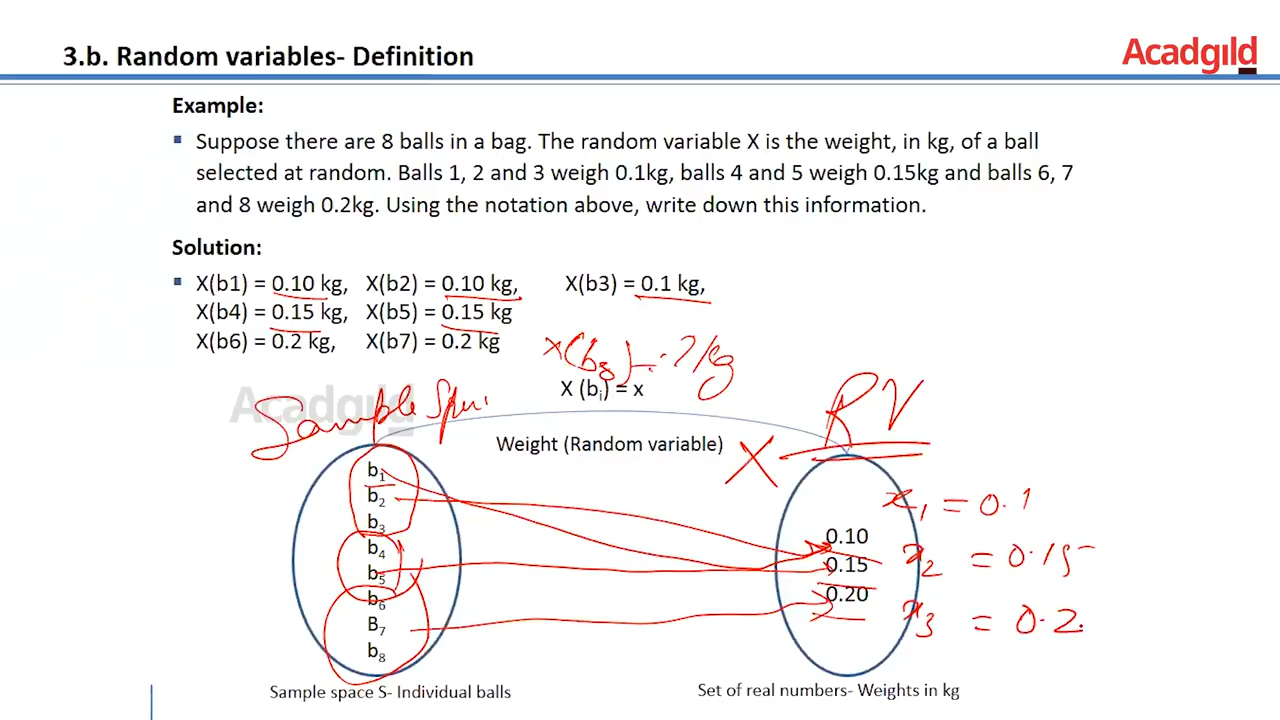 3.b. Random variables- Definition
Acadgild
Example:
▪ Suppose there are 8 balls in a bag. The random variable X is the weight, in kg, of a ball
selected at random. Balls 1, 2 and 3 weigh 0.1kg, balls 4 and 5 weigh 0.15kg and balls 6, 7
and 8 weigh 0.2kg. Using the notation above, write down this information.
Solution:
▪ X(b1) = 0.10 kg, X(b2) = 0.10 kg, X(b3) = 0.1 kg,
X(b4) = 0.15 kg, X(b5) = 0.15 kg
X(b6) = 0.2 kg, X(b7) = 0.2 kg
X(b8) = .2 kg
X (bᵢ) = x
Acadgild
Sample
RV
Weight (Random variable)
X
b₁
b₂
b₃
b₄
b₅
b₆
B₇
b₈
0.10
0.15
0.20
x₁ = 0.1
x₂ = 0.15
x₃ = 0.2
Sample space S- Individual balls
Set of real numbers- Weights in kg